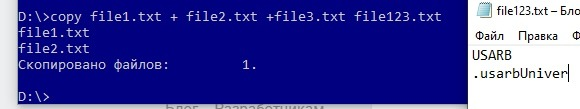 D:\>copy file1.txt + file2.txt +file3.txt file123.txt
file1.txt
file2.txt
Скопировано файлов: 1.
D:\>
file123.txt – Бло
Файл Правка
USARB
.usarbUniver